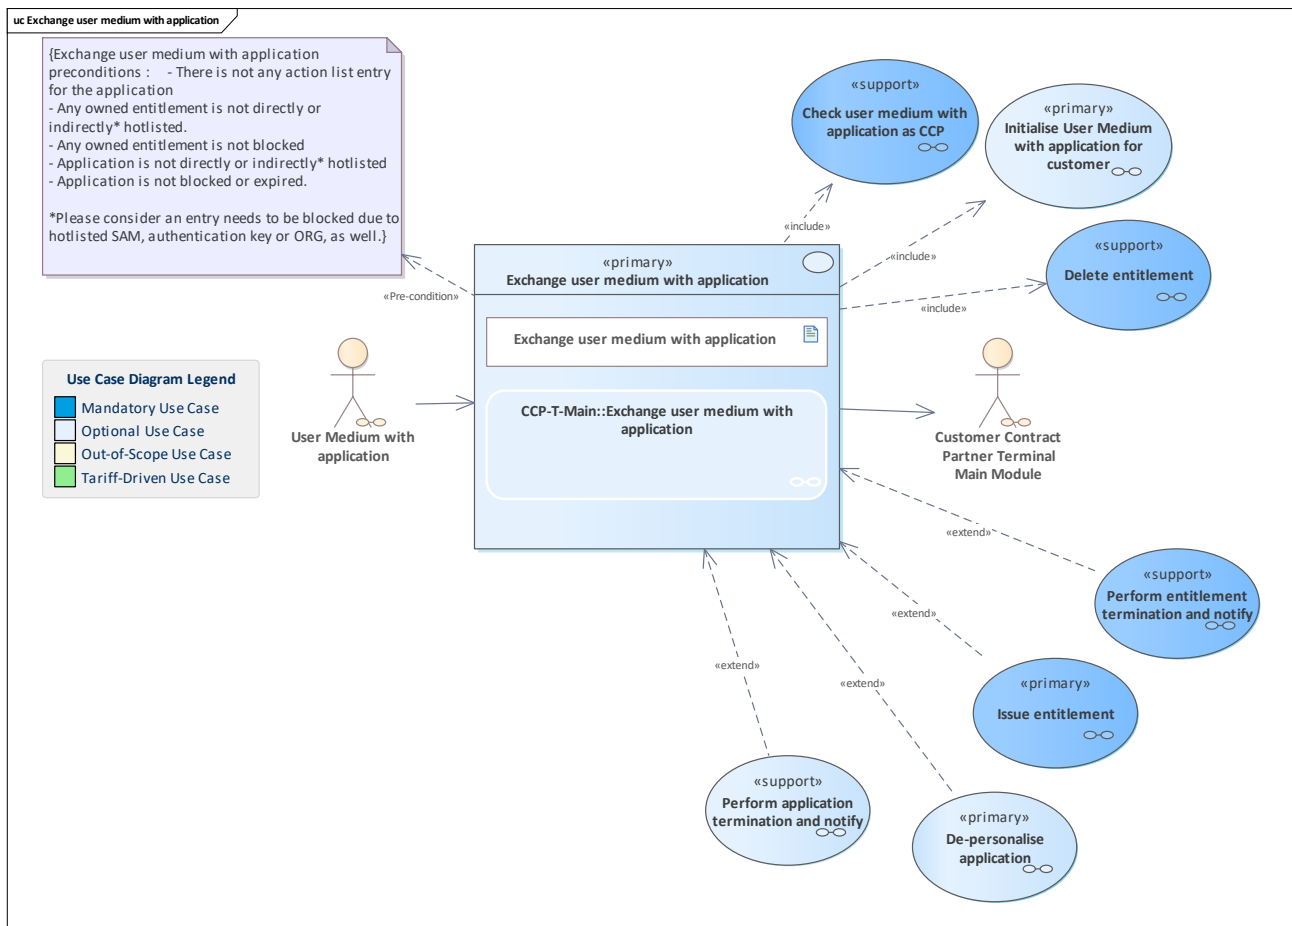 uc Exchange user medium with application
{Exchange user medium with application
preconditions :    - There is not any action list entry
for the application
- Any owned entitlement is not directly or
indirectly* hotlisted.
- Any owned entitlement is not blocked
- Application is not directly or indirectly* hotlisted
- Application is not blocked or expired.
*Please consider an entry needs to be blocked due to
hotlisted SAM, authentication key or ORG, as well.}
«support»
Check user medium with
application as CCP
«primary»
Initialise User Medium
with application for
customer
«support»
Delete entitlement
«include»
«include»
«include»
«Pre-condition»
«primary»
Exchange user medium with application
Exchange user medium with application
CCP-T-Main::Exchange user medium with
application
Use Case Diagram Legend
Mandatory Use Case
Optional Use Case
Out-of-Scope Use Case
Tariff-Driven Use Case
User Medium with
application
Customer Contract
Partner Terminal
Main Module
«extend»
«extend»
«extend»
«extend»
«support»
Perform entitlement
termination and notify
«primary»
Issue entitlement
«support»
Perform application
termination and notify
«primary»
De-personalise
application